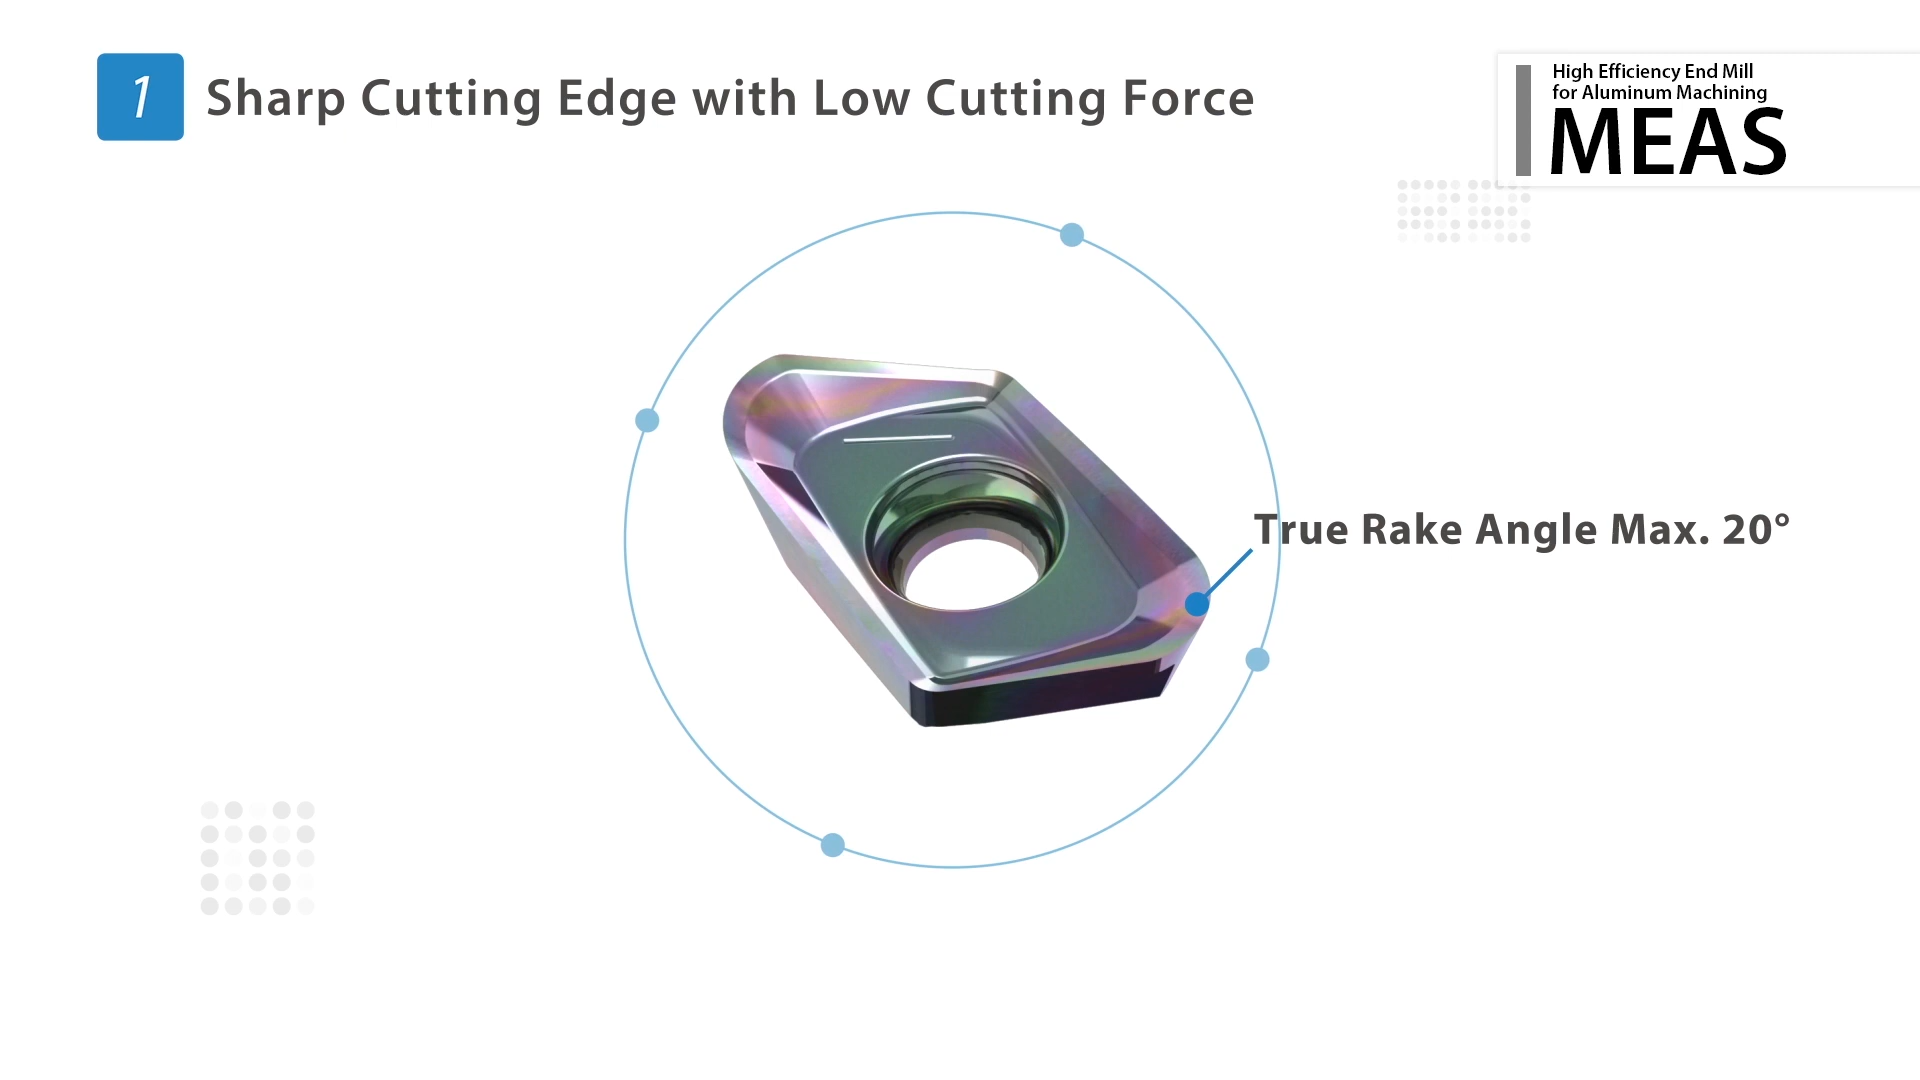 1
Sharp Cutting Edge with Low Cutting Force
High Efficiency End Mill
for Aluminum Machining
MEAS
True Rake Angle Max. 20°